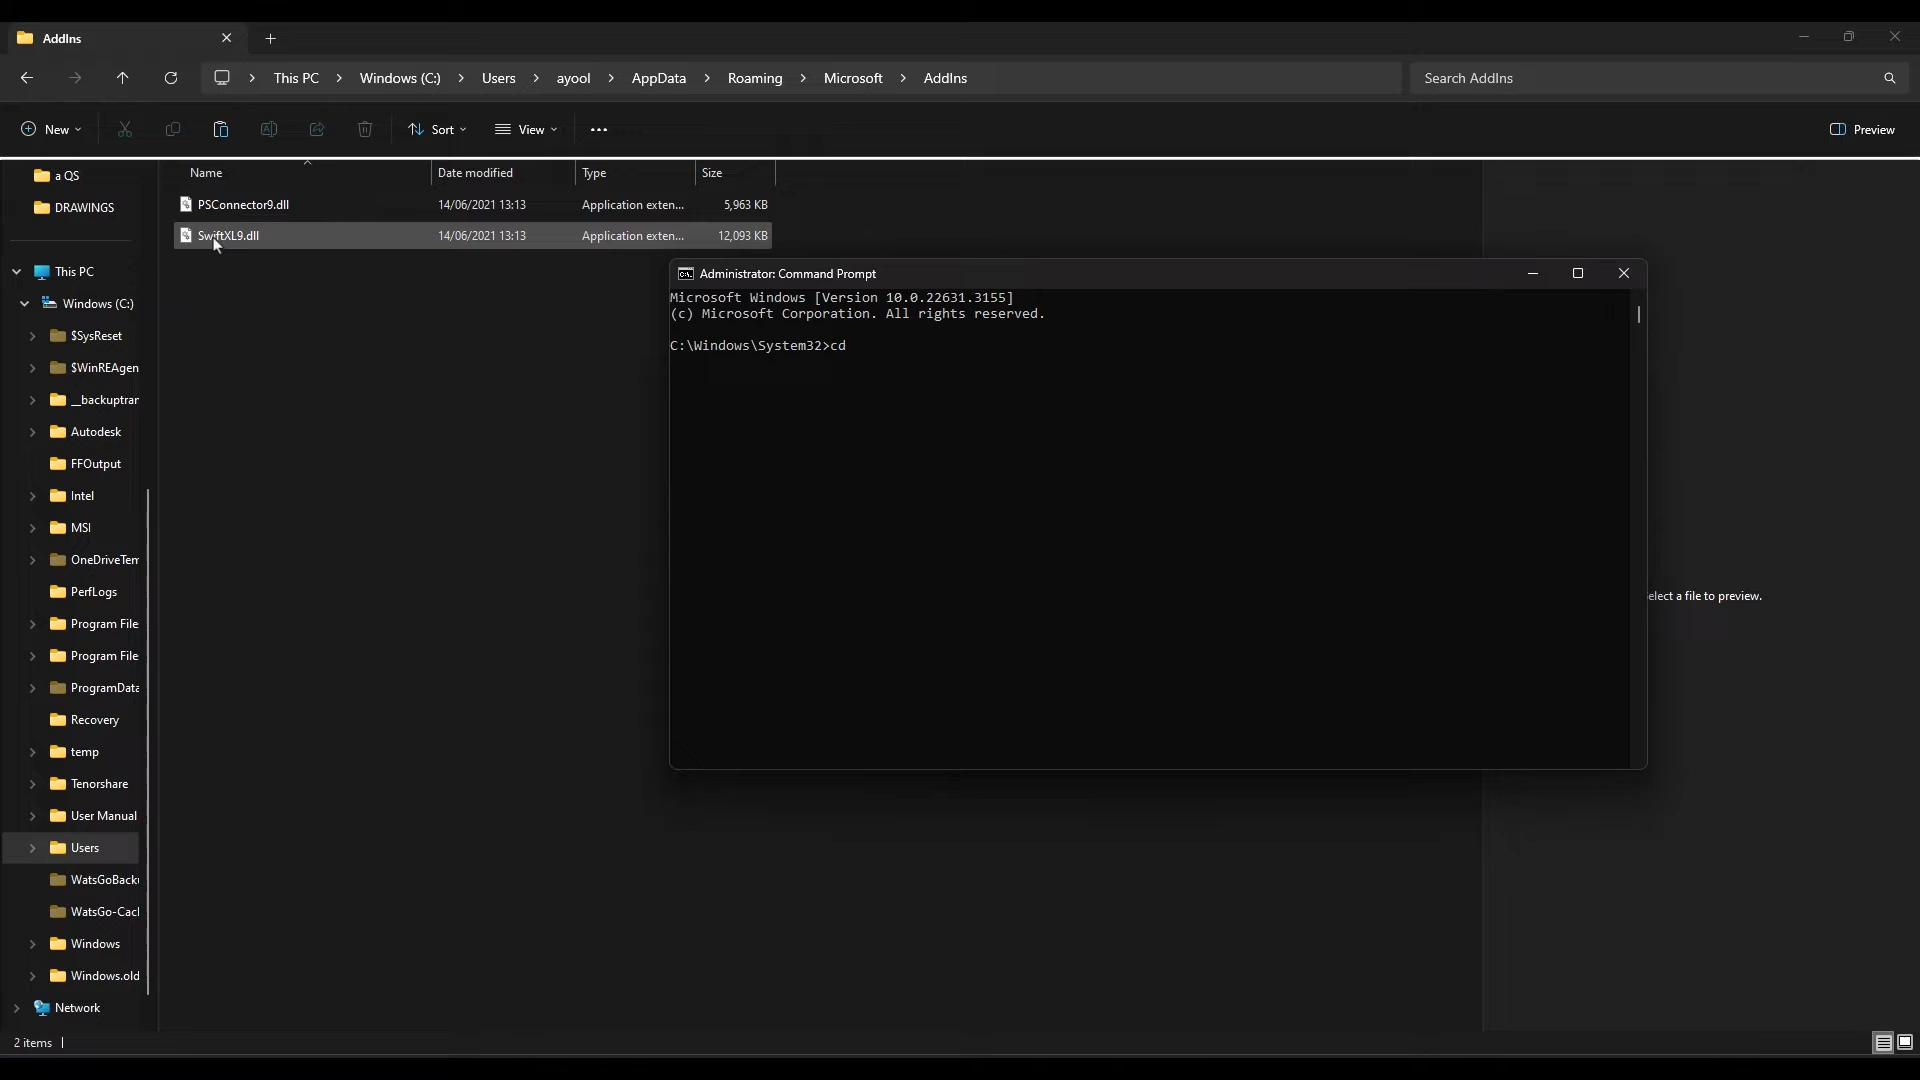 AddIns
This PC Windows (C:) Users ayool AppData Roaming Microsoft AddIns
Search AddIns
New
Sort
View
Preview
Name Date modified Type Size
PSConnector9.dll 14/06/2021 13:13 Application exten... 5,963 KB
SwiftXL9.dll 14/06/2021 13:13 Application exten... 12,093 KB
a QS
DRAWINGS
This PC
Windows (C:)
$SysReset
$WinREAgen
__backuptran
Autodesk
FFOutput
Intel
MSI
OneDriveTem
PerfLogs
Program File
Program File
ProgramData
Recovery
temp
Tenorshare
User Manual
Users
WatsGoBack
WatsGo-Cacl
Windows
Windows.old
Network
Administrator: Command Prompt
Microsoft Windows [Version 10.0.22631.3155]
(c) Microsoft Corporation. All rights reserved.
C:\Windows\System32>cd
elect a file to preview.
2 items